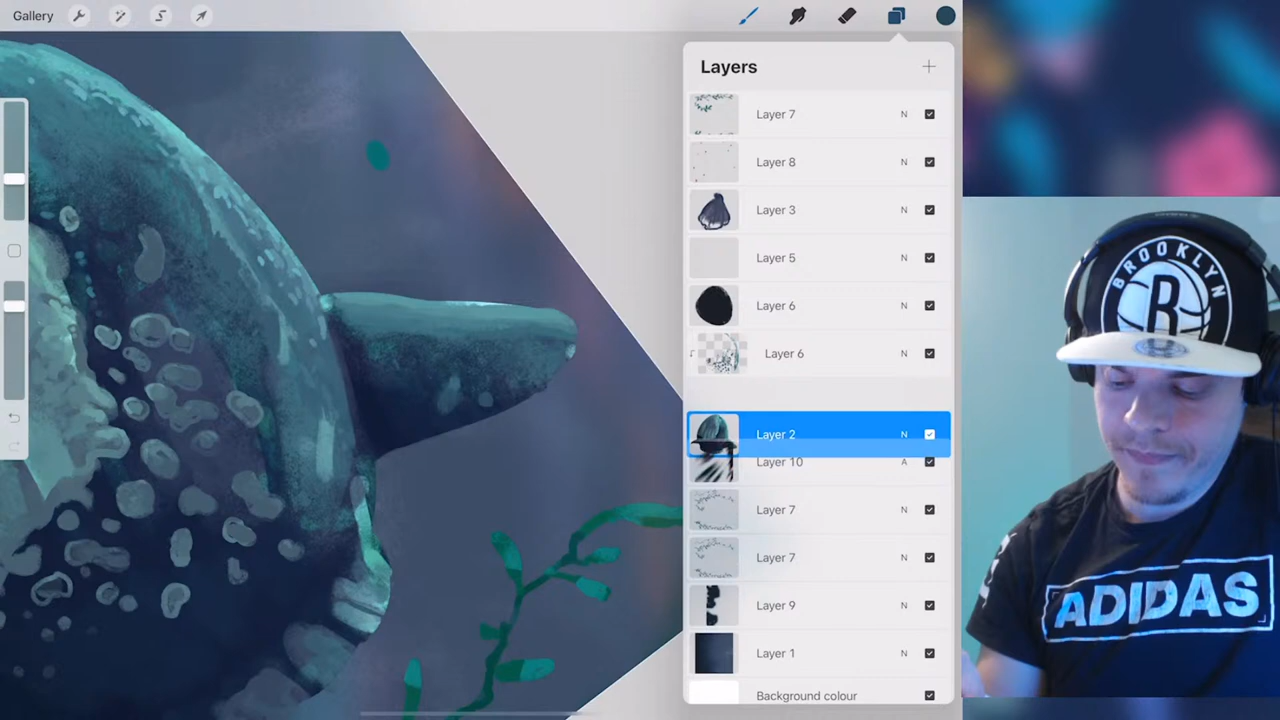 Gallery
Layers
Layer 7 N
Layer 8 N
Layer 3 N
Layer 5 N
Layer 6 N
Layer 6 N
Layer 2 N
Layer 10 A
Layer 7 N
Layer 7 N
Layer 9 N
Layer 1 N
Background colour
BROOKLYN
R
ADIDAS